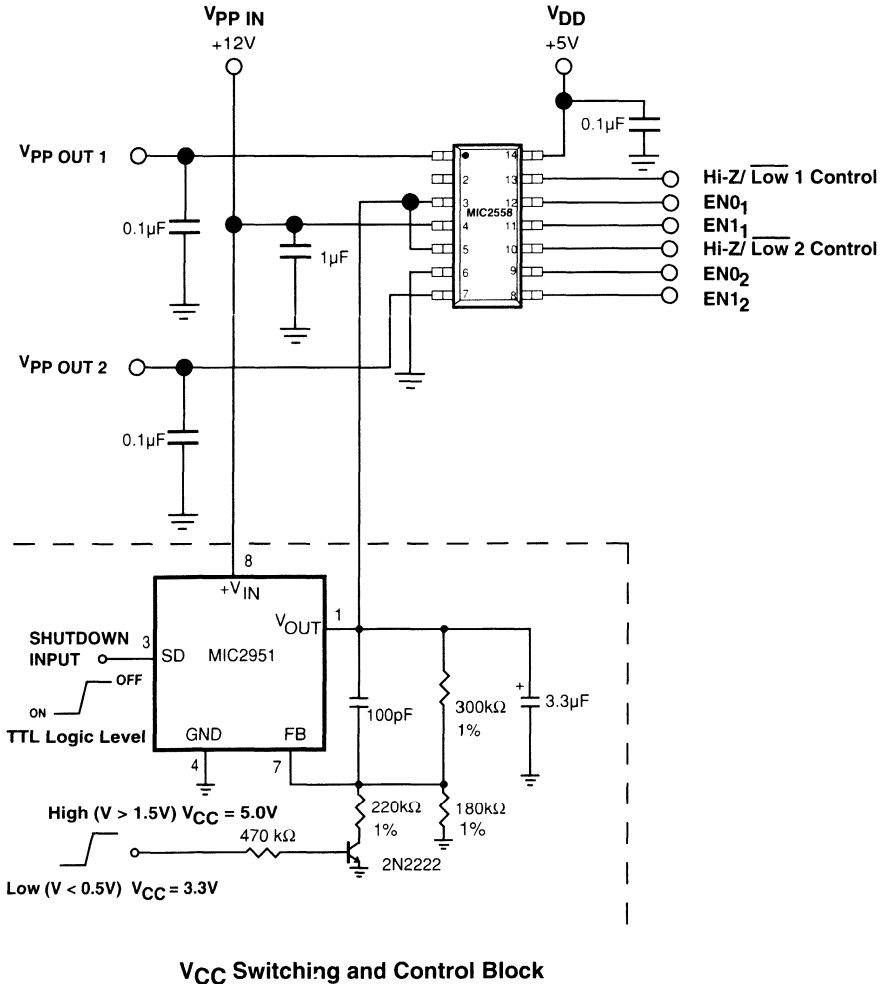 VPP IN
+12V
VDD
+5V
0.1µF
VPP OUT 1
14
2
13
Hi-Z/ Low 1 Control
3
12
EN01
MIC2558
4
11
EN11
0.1µF
1µF
5
10
Hi-Z/ Low 2 Control
6
9
EN02
7
8
EN12
VPP OUT 2
0.1µF
8
+VIN
VOUT
1
SHUTDOWN
INPUT
3
SD
MIC2951
OFF
ON
TTL Logic Level
GND
FB
4
7
100pF
300kΩ
1%
+
3.3µF
High (V > 1.5V) VCC = 5.0V
220kΩ
1%
180kΩ
1%
470 kΩ
2N2222
Low (V < 0.5V) VCC = 3.3V
VCC Switching and Control Block